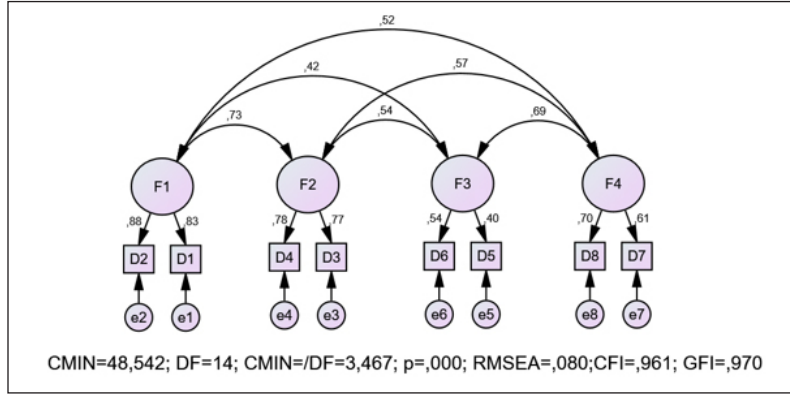 ,52
,42
,57
,73
,54
,69
F1
F2
F3
F4
,88
,83
,78
,77
,54
,40
,70
,61
D2
D1
D4
D3
D6
D5
D8
D7
e2
e1
e4
e3
e6
e5
e8
e7
CMIN=48,542; DF=14; CMIN=/DF=3,467; p=,000; RMSEA=,080;CFI=,961; GFI=,970